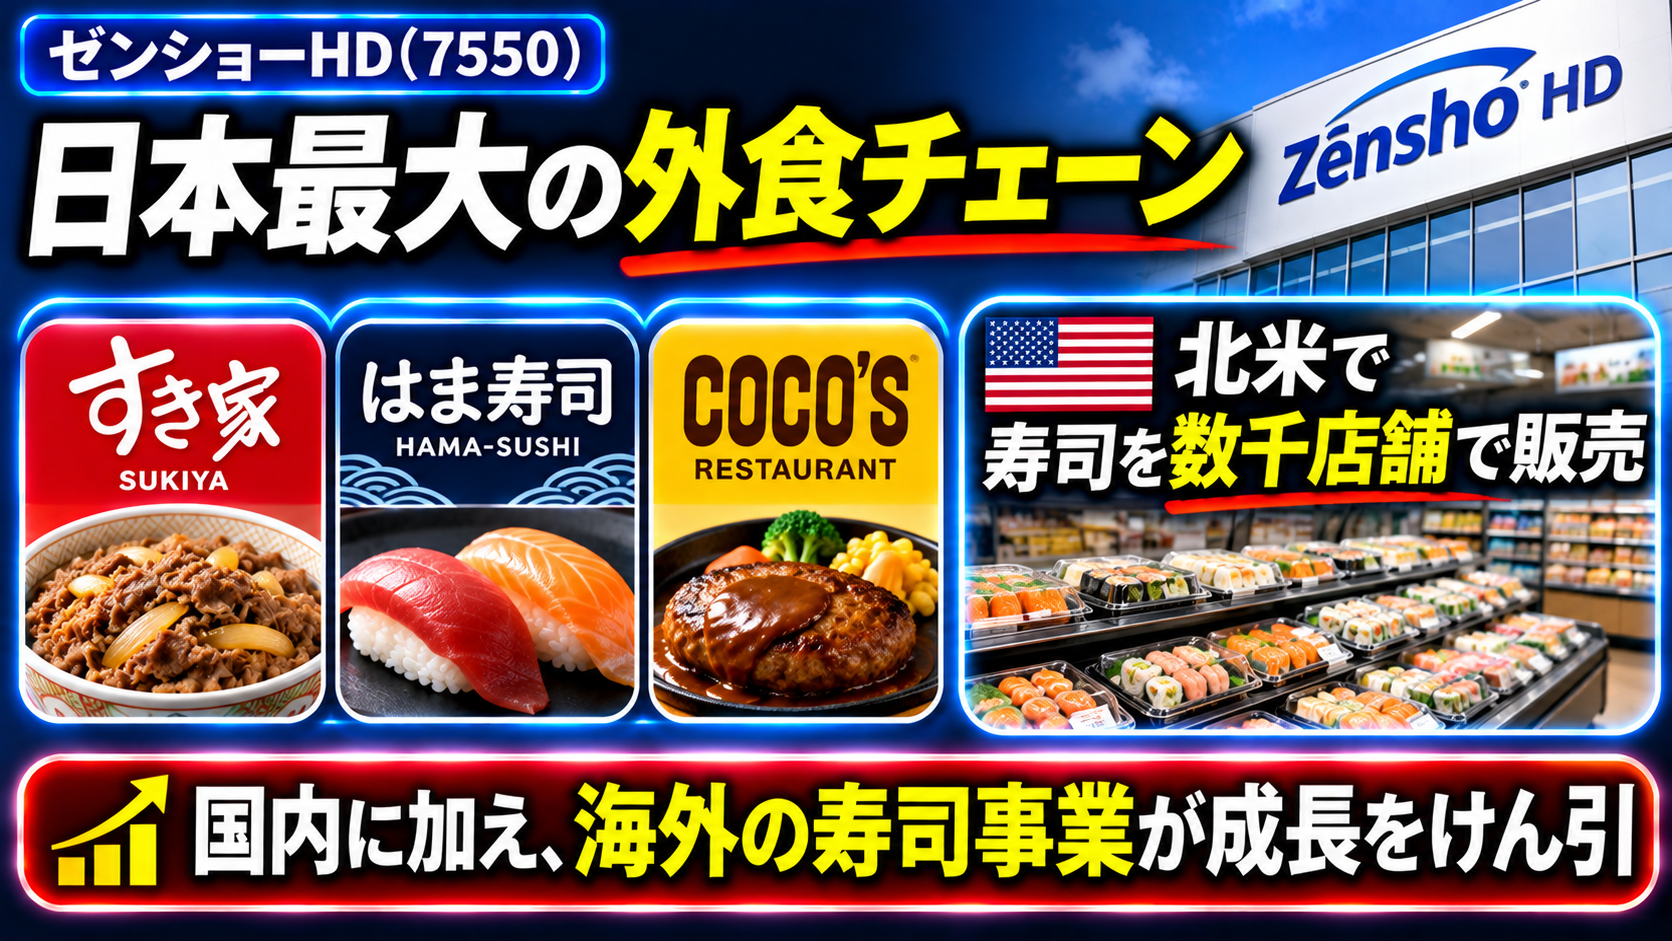 ゼンショーHD(7550)
日本最大の外食チェーン
Zēnsho HD
すき家
SUKIYA
はま寿司
HAMA-SUSHI
COCO'S
RESTAURANT
北米で
寿司を数千店舗で販売
国内に加え、海外の寿司事業が成長をけん引